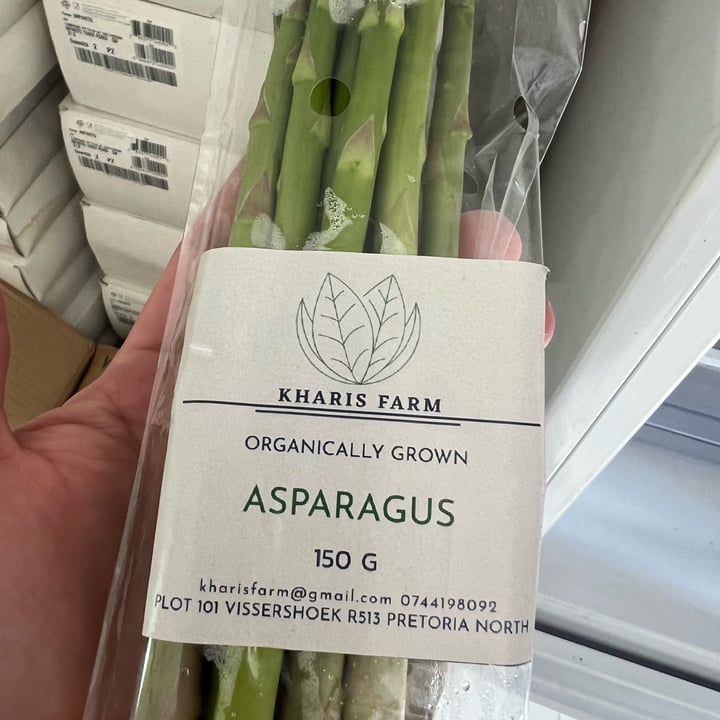 KHARIS FARM
ORGANICALLY GROWN
ASPARAGUS
150 G
kharisfarm@gmail.com 0744198092
PLOT 101 VISSERSHOEK R513 PRETORIA NORTH